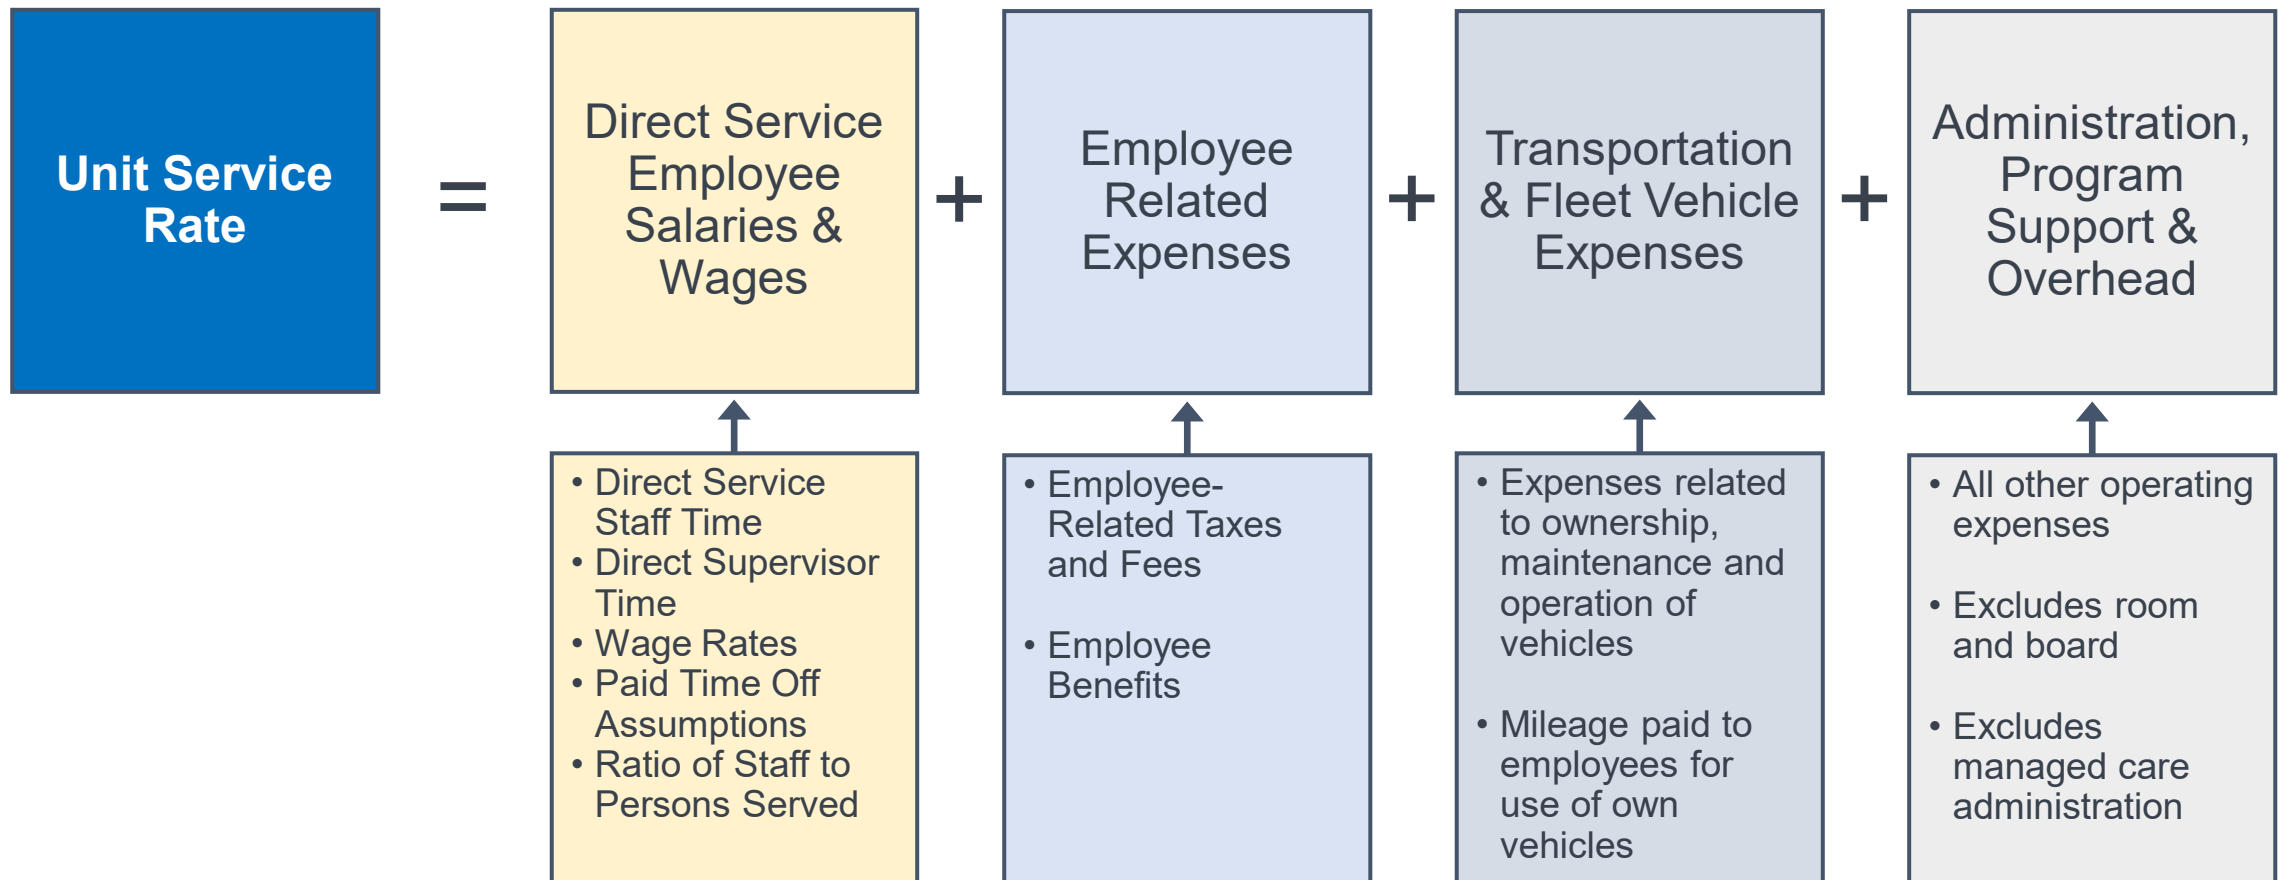 Unit Service
Rate
=
Direct Service
Employee
Salaries &
Wages
+
Employee
Related
Expenses
+
Transportation
& Fleet Vehicle
Expenses
+
Administration,
Program
Support &
Overhead
• Direct Service
Staff Time
• Direct Supervisor
Time
• Wage Rates
• Paid Time Off
Assumptions
• Ratio of Staff to
Persons Served
• Employee-
Related Taxes
and Fees
• Employee
Benefits
• Expenses related
to ownership,
maintenance and
operation of
vehicles
• Mileage paid to
employees for
use of own
vehicles
• All other operating
expenses
• Excludes room
and board
• Excludes
managed care
administration